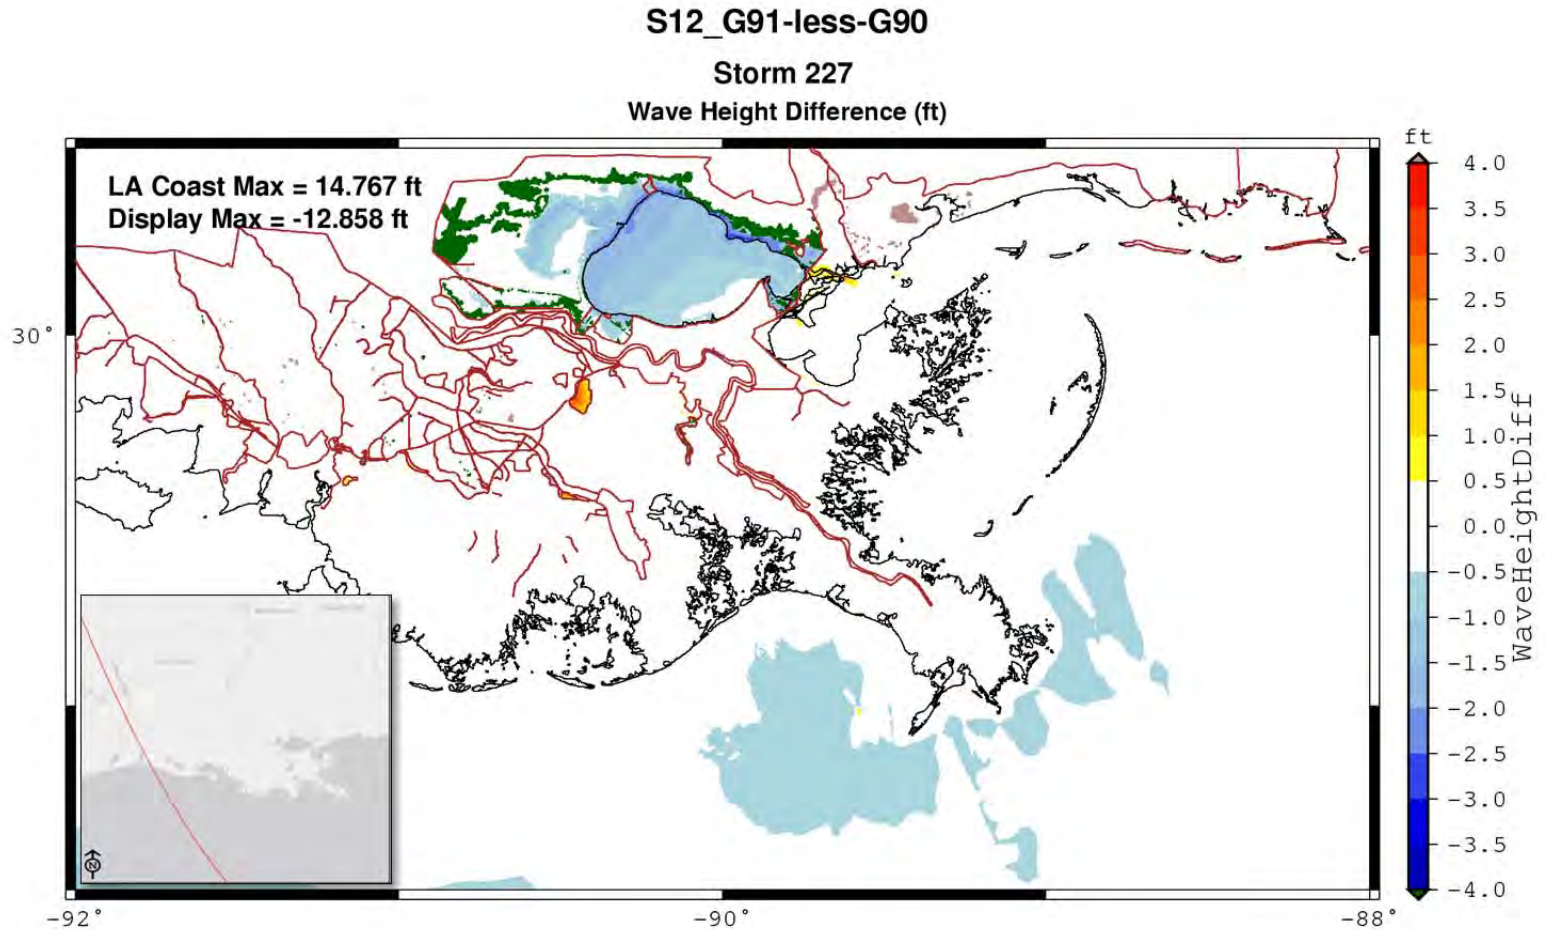 S12_G91-less-G90
Storm 227
Wave Height Difference (ft)
LA Coast Max = 14.767 ft
Display Max = -12.858 ft
ft
4.0
3.5
3.0
2.5
2.0
1.5
1.0
0.5
0.0
-0.5
-1.0
-1.5
-2.0
-2.5
-3.0
-3.5
-4.0
WaveHeightDiff
30°
N
-92°
-90°
-88°